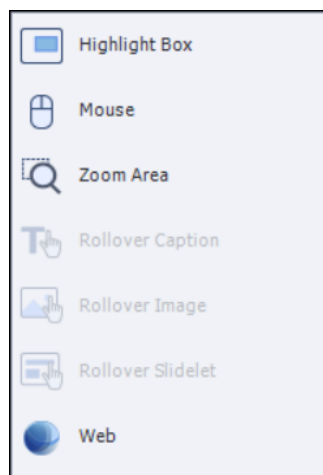 Highlight Box
Mouse
Zoom Area
Rollover Caption
Rollover Image
Rollover Slidelet
Web